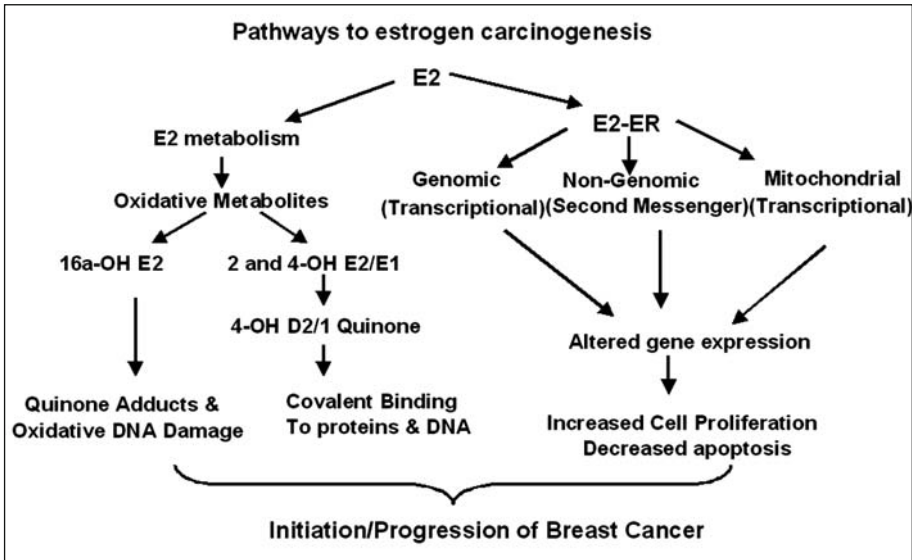 Pathways to estrogen carcinogenesis
E2
E2 metabolism
E2-ER
Oxidative Metabolites
Genomic
(Transcriptional)
Non-Genomic
(Second Messenger)
Mitochondrial
(Transcriptional)
16a-OH E2
2 and 4-OH E2/E1
4-OH D2/1 Quinone
Altered gene expression
Quinone Adducts &
Oxidative DNA Damage
Covalent Binding
To proteins & DNA
Increased Cell Proliferation
Decreased apoptosis
Initiation/Progression of Breast Cancer